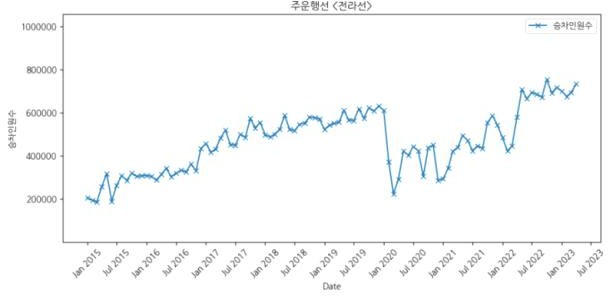 주운행선 <전라선>
승차인원수
1000000
800000
600000
400000
200000
승차인원수
Jan 2015
Jul 2015
Jan 2016
Jul 2016
Jan 2017
Jul 2017
Jan 2018
Jul 2018
Jan 2019
Jul 2019
Jan 2020
Jul 2020
Jan 2021
Jul 2021
Jan 2022
Jul 2022
Jan 2023
Jul 2023
Date